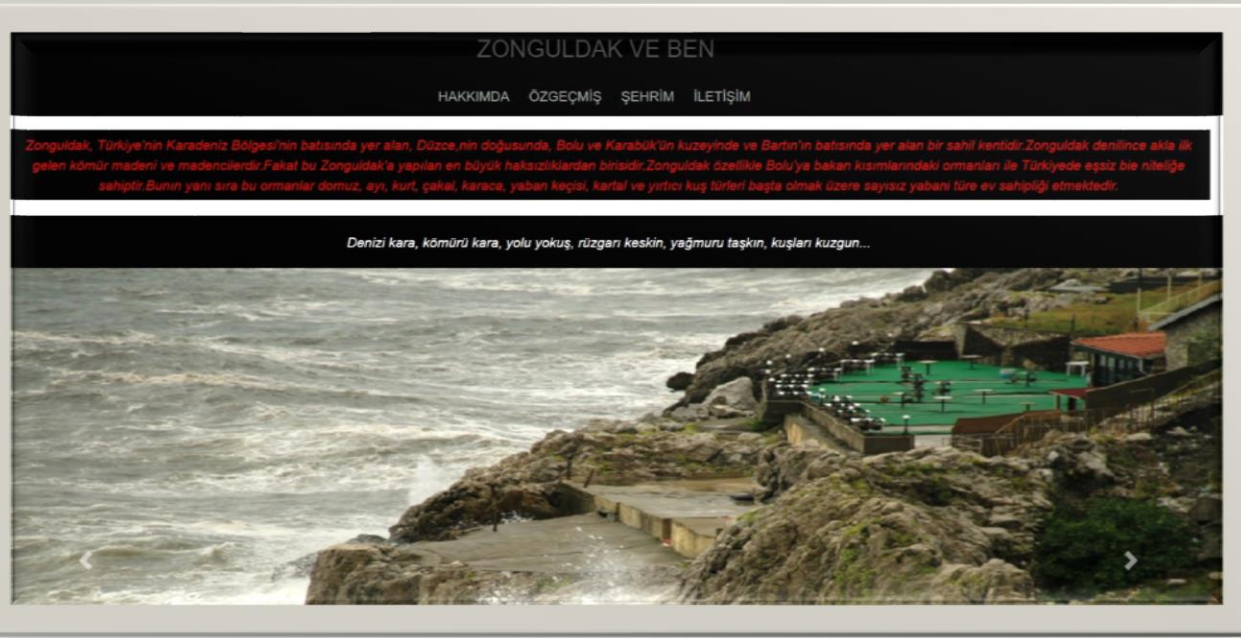 ZONGULDAK VE BEN
HAKKIMDA ÖZGEÇMİŞ ŞEHRİM İLETİŞİM
Zonguldak, Türkiye'nin Karadeniz Bölgesi'nin batısında yer alan, Düzce,nin doğusunda, Bolu ve Karabük'ün kuzeyinde ve Bartın'ın batısında yer alan bir sahil kentidir.Zonguldak denilince akla ilk
gelen kömür madeni ve madencilerdir.Fakat bu Zonguldak'a yapılan en büyük haksızlıklardan birisidir.Zonguldak özellikle Bolu'ya bakan kısımlarındaki ormanları ile Türkiyede eşsiz bie niteliğe
sahiptir.Bunın yanı sıra bu ormanlar domuz, ayı, kurt, çakal, karaca, yaban keçisi, kartal ve yırtıcı kuş türleri başta olmak üzere sayısız yabani türe ev sahipliği etmektedir.
Denizi kara, kömürü kara, yolu yokuş, rüzgarı keskin, yağmuru taşkın, kuşları kuzgun...